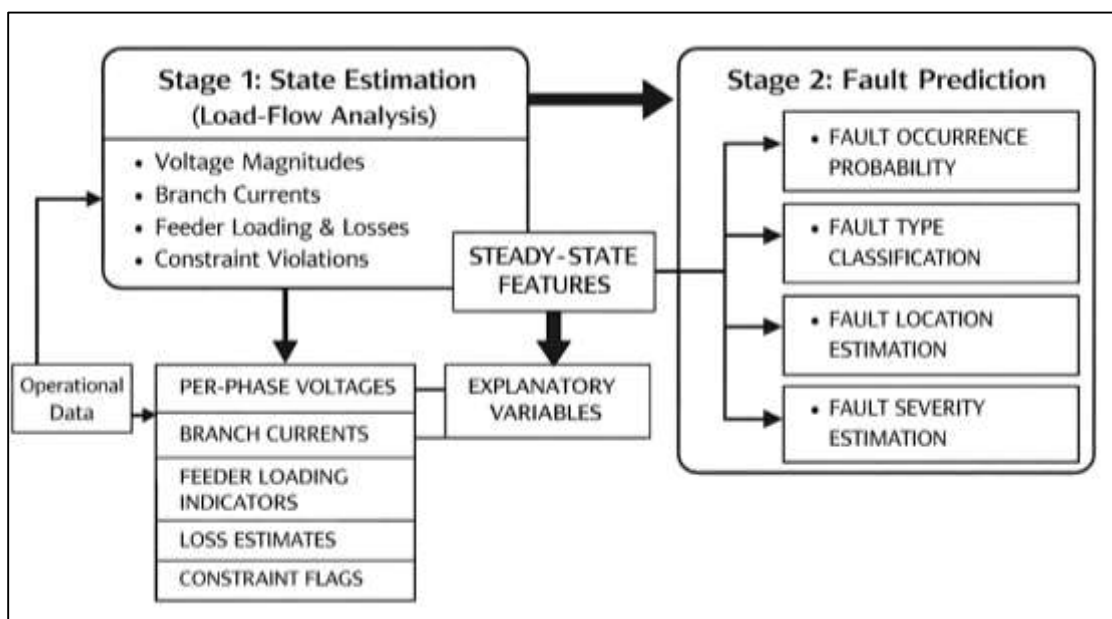 Stage 1: State Estimation
(Load-Flow Analysis)
• Voltage Magnitudes
• Branch Currents
• Feeder Loading & Losses
• Constraint Violations
STEADY-STATE
FEATURES
Operational
Data
PER-PHASE VOLTAGES
BRANCH CURRENTS
FEEDER LOADING
INDICATORS
LOSS ESTIMATES
CONSTRAINT FLAGS
EXPLANATORY
VARIABLES
Stage 2: Fault Prediction
• FAULT OCCURRENCE
PROBABILITY
• FAULT TYPE
CLASSIFICATION
• FAULT LOCATION
ESTIMATION
• FAULT SEVERITY
ESTIMATION